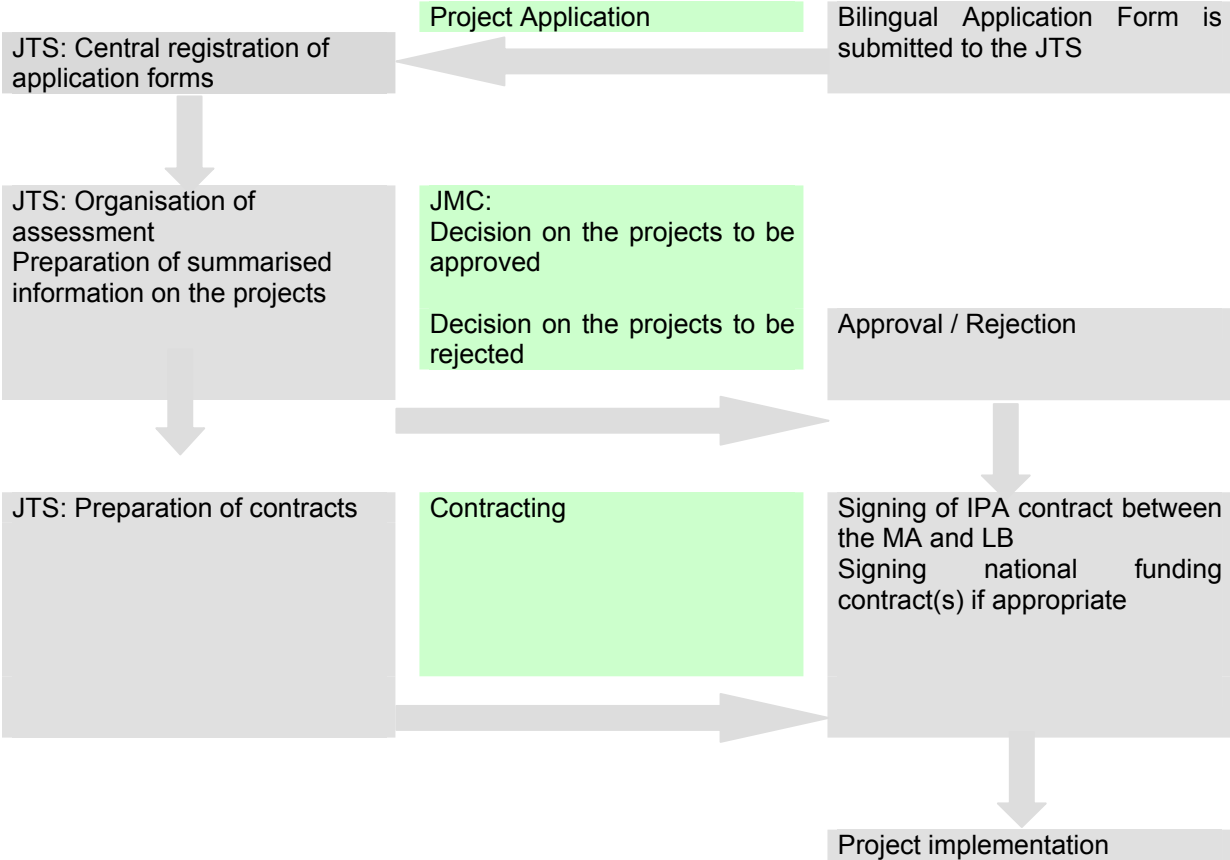 Project Application
Bilingual Application Form is
submitted to the JTS
JTS: Central registration of
application forms
JTS: Organisation of
assessment
Preparation of summarised
information on the projects
JMC:
Decision on the projects to be
approved
Decision on the projects to be
rejected
Approval / Rejection
JTS: Preparation of contracts
Contracting
Signing of IPA contract between
the MA and LB
Signing national funding
contract(s) if appropriate
Project implementation